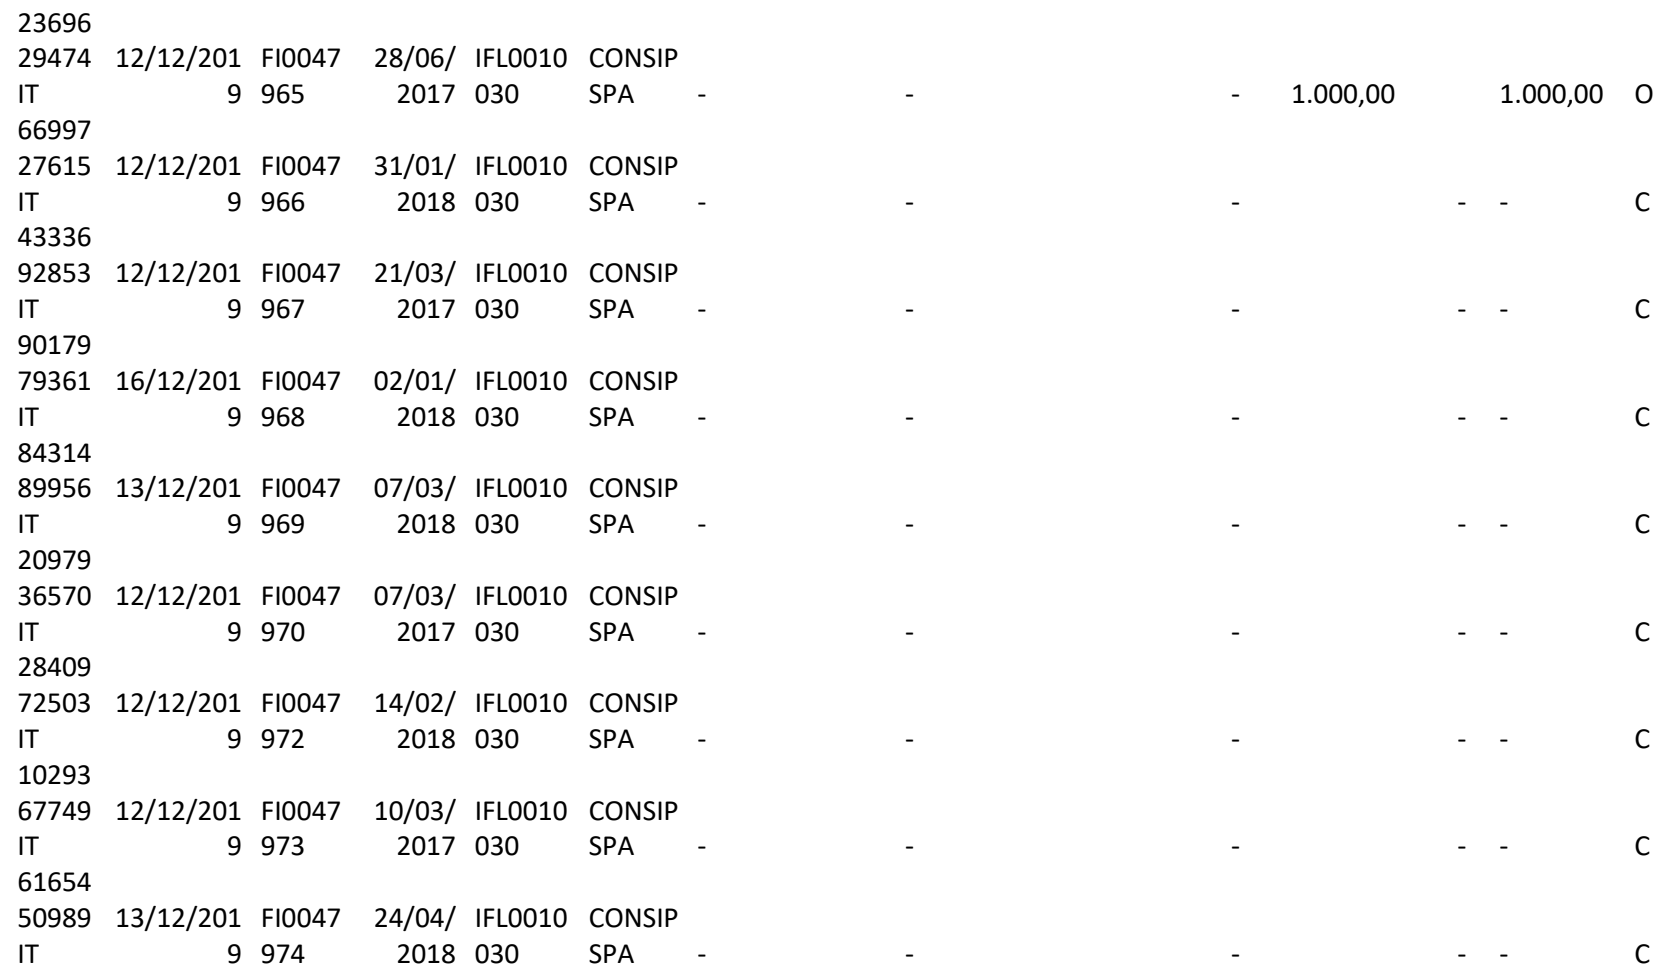 23696
29474 12/12/201 FI0047 28/06/ IFL0010 CONSIP
IT 9 965 2017 030 SPA - - - 1.000,00 1.000,00 O
66997
27615 12/12/201 FI0047 31/01/ IFL0010 CONSIP
IT 9 966 2018 030 SPA - - - - - C
43336
92853 12/12/201 FI0047 21/03/ IFL0010 CONSIP
IT 9 967 2017 030 SPA - - - - - C
90179
79361 16/12/201 FI0047 02/01/ IFL0010 CONSIP
IT 9 968 2018 030 SPA - - - - - C
84314
89956 13/12/201 FI0047 07/03/ IFL0010 CONSIP
IT 9 969 2018 030 SPA - - - - - C
20979
36570 12/12/201 FI0047 07/03/ IFL0010 CONSIP
IT 9 970 2017 030 SPA - - - - - C
28409
72503 12/12/201 FI0047 14/02/ IFL0010 CONSIP
IT 9 972 2018 030 SPA - - - - - C
10293
67749 12/12/201 FI0047 10/03/ IFL0010 CONSIP
IT 9 973 2017 030 SPA - - - - - C
61654
50989 13/12/201 FI0047 24/04/ IFL0010 CONSIP
IT 9 974 2018 030 SPA - - - - - C